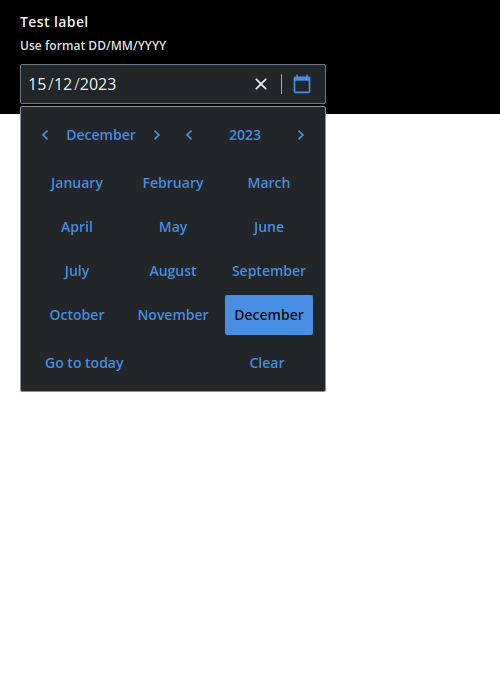 Test label
Use format DD/MM/YYYY
15/12/2023
December 2023
January February March
April May June
July August September
October November December
Go to today Clear